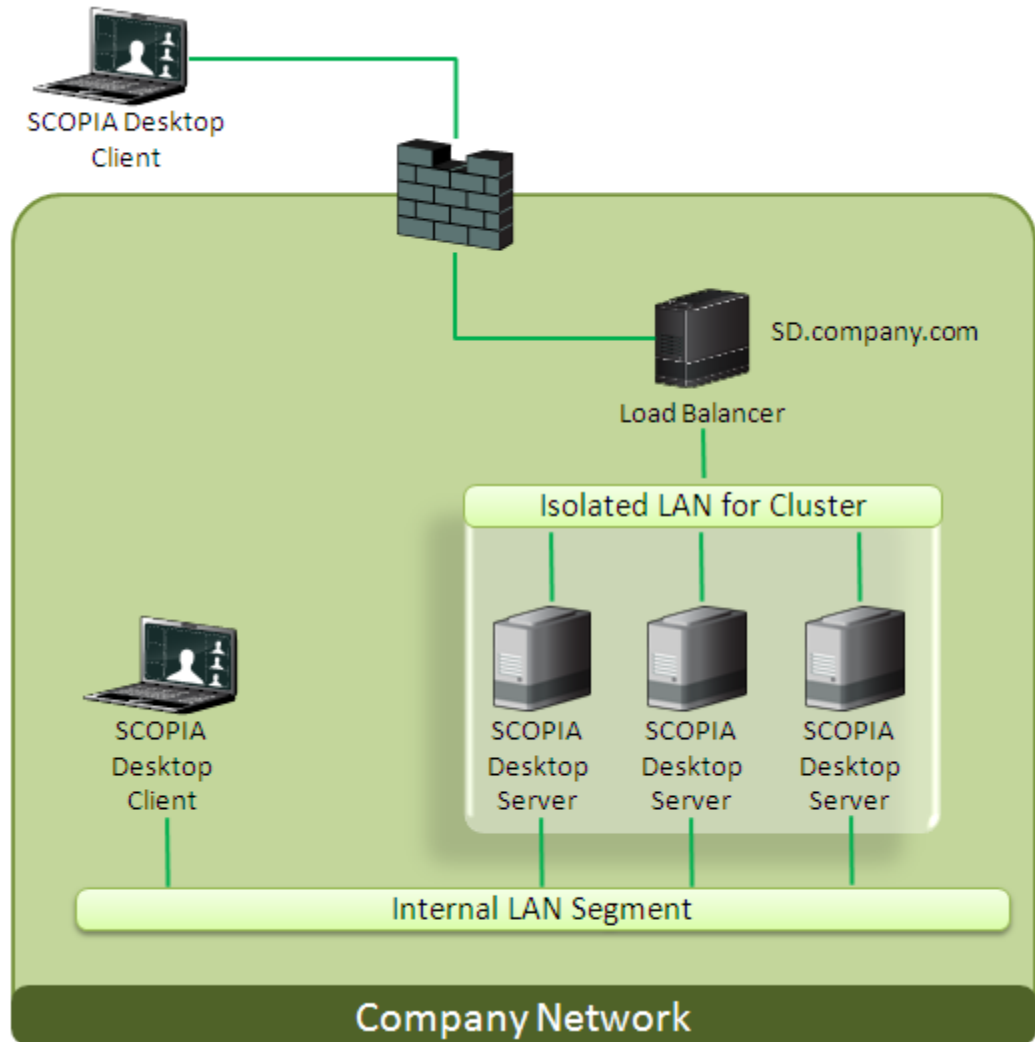 SCOPIA Desktop
Client
SD.company.com
Load Balancer
Isolated LAN for Cluster
SCOPIA
Desktop
Client
SCOPIA
Desktop
Server
SCOPIA
Desktop
Server
SCOPIA
Desktop
Server
Internal LAN Segment
Company Network